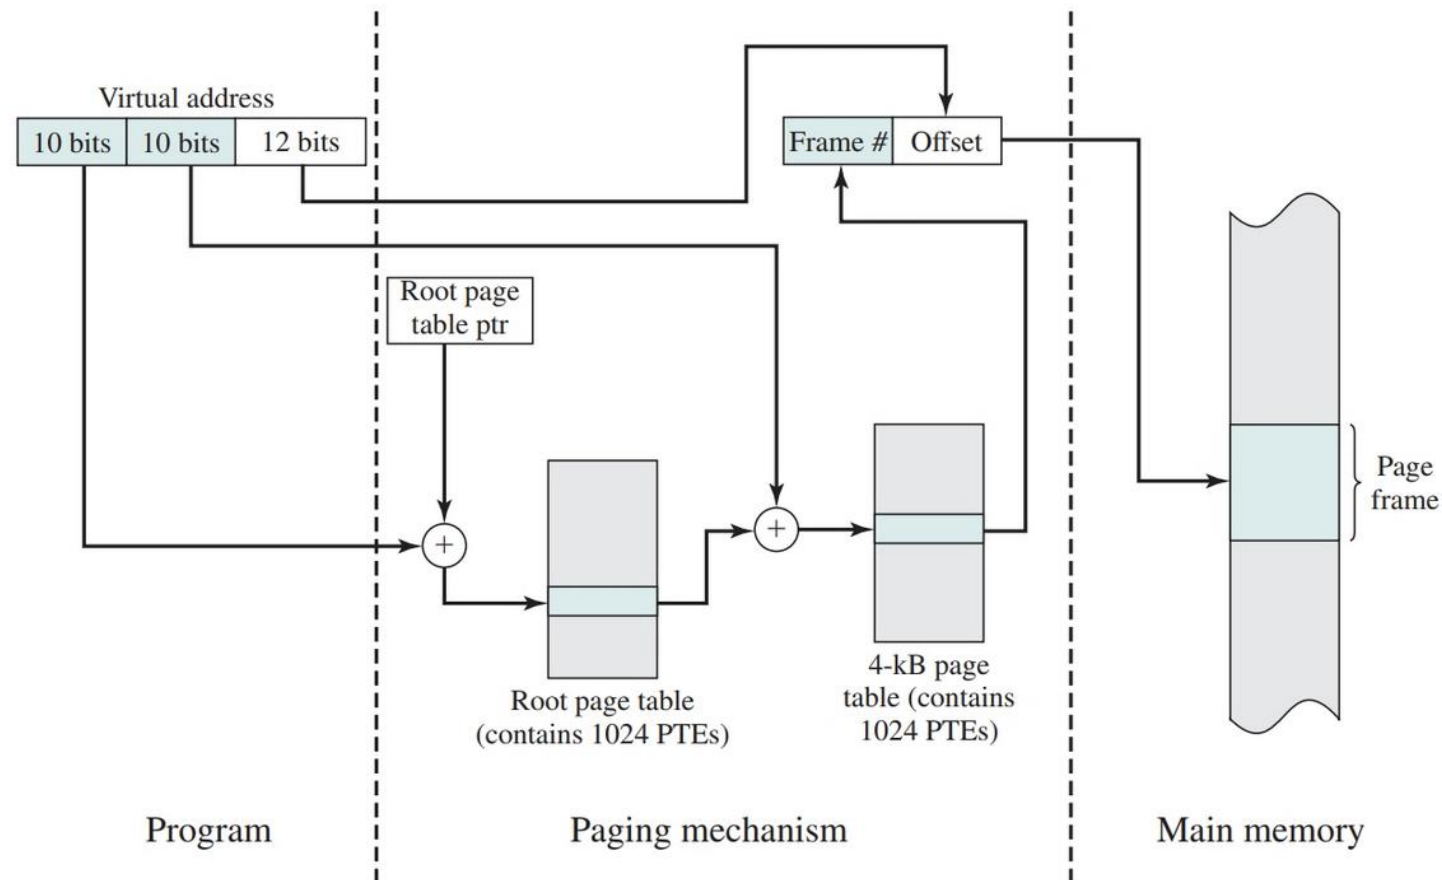 Virtual address
10 bits 10 bits 12 bits
Frame # Offset
Root page
table ptr
+
+
Page
frame
Root page table
(contains 1024 PTEs)
4-kB page
table (contains
1024 PTEs)
Program
Paging mechanism
Main memory